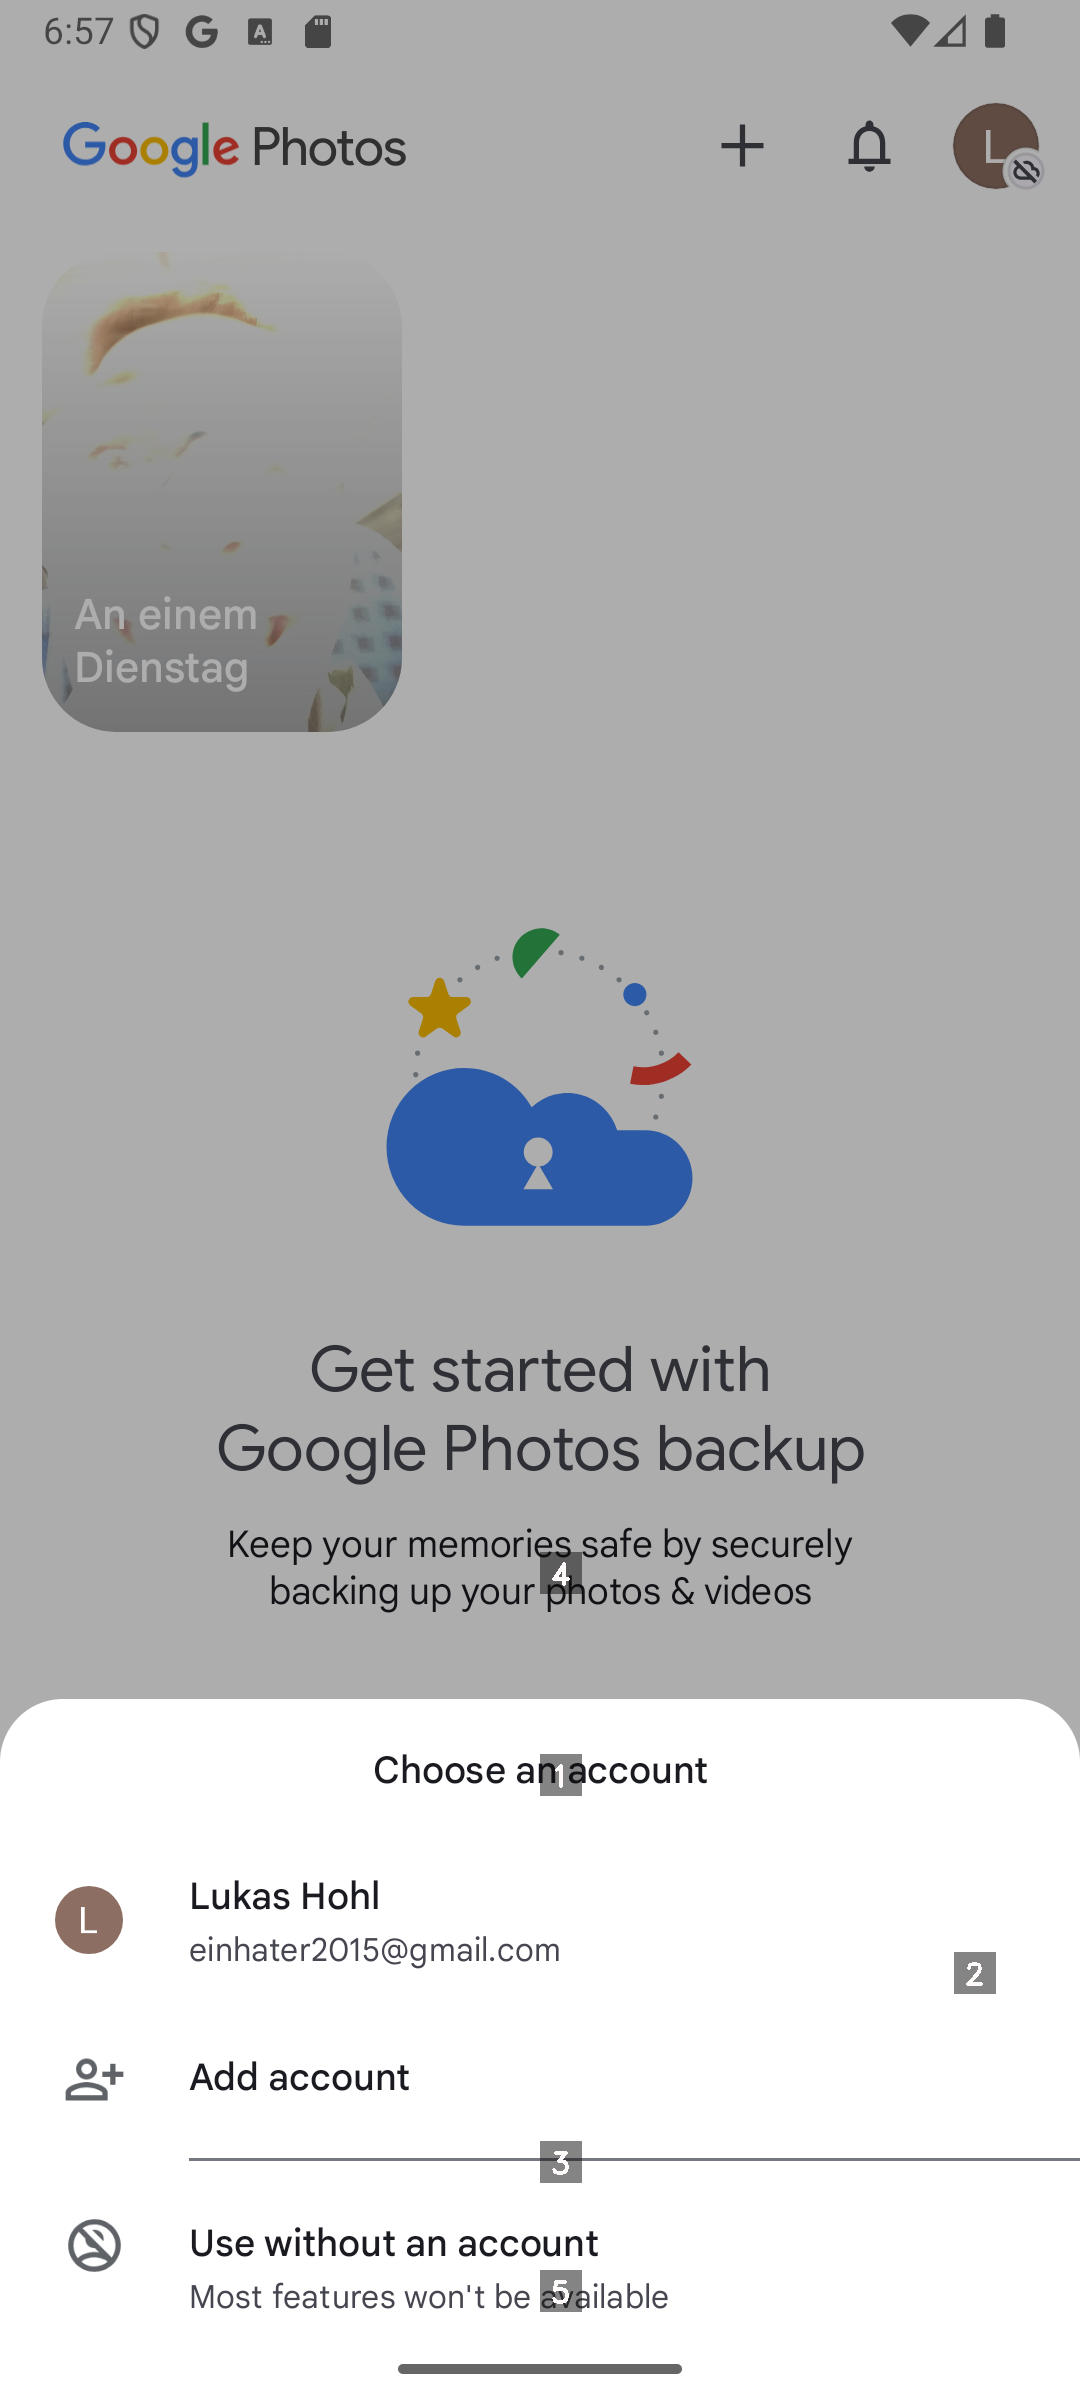 6:57
Google Photos
L
An einem
Dienstag
Get started with
Google Photos backup
Keep your memories safe by securely
backing up your photos & videos
4
Choose an account
1
L
Lukas Hohl
einhater2015@gmail.com
2
Add account
3
Use without an account
Most features won't be available
5